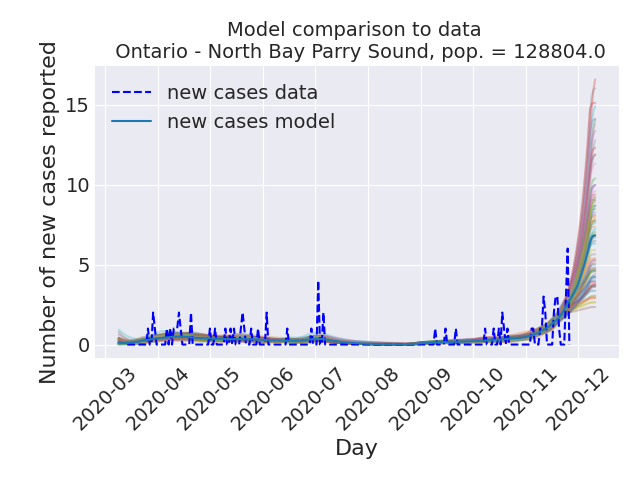 Model comparison to data
Ontario - North Bay Parry Sound, pop. = 128804.0
Number of new cases reported
15
10
5
0
new cases data
new cases model
2020-03
2020-04
2020-05
2020-06
2020-07
2020-08
2020-09
2020-10
2020-11
2020-12
Day